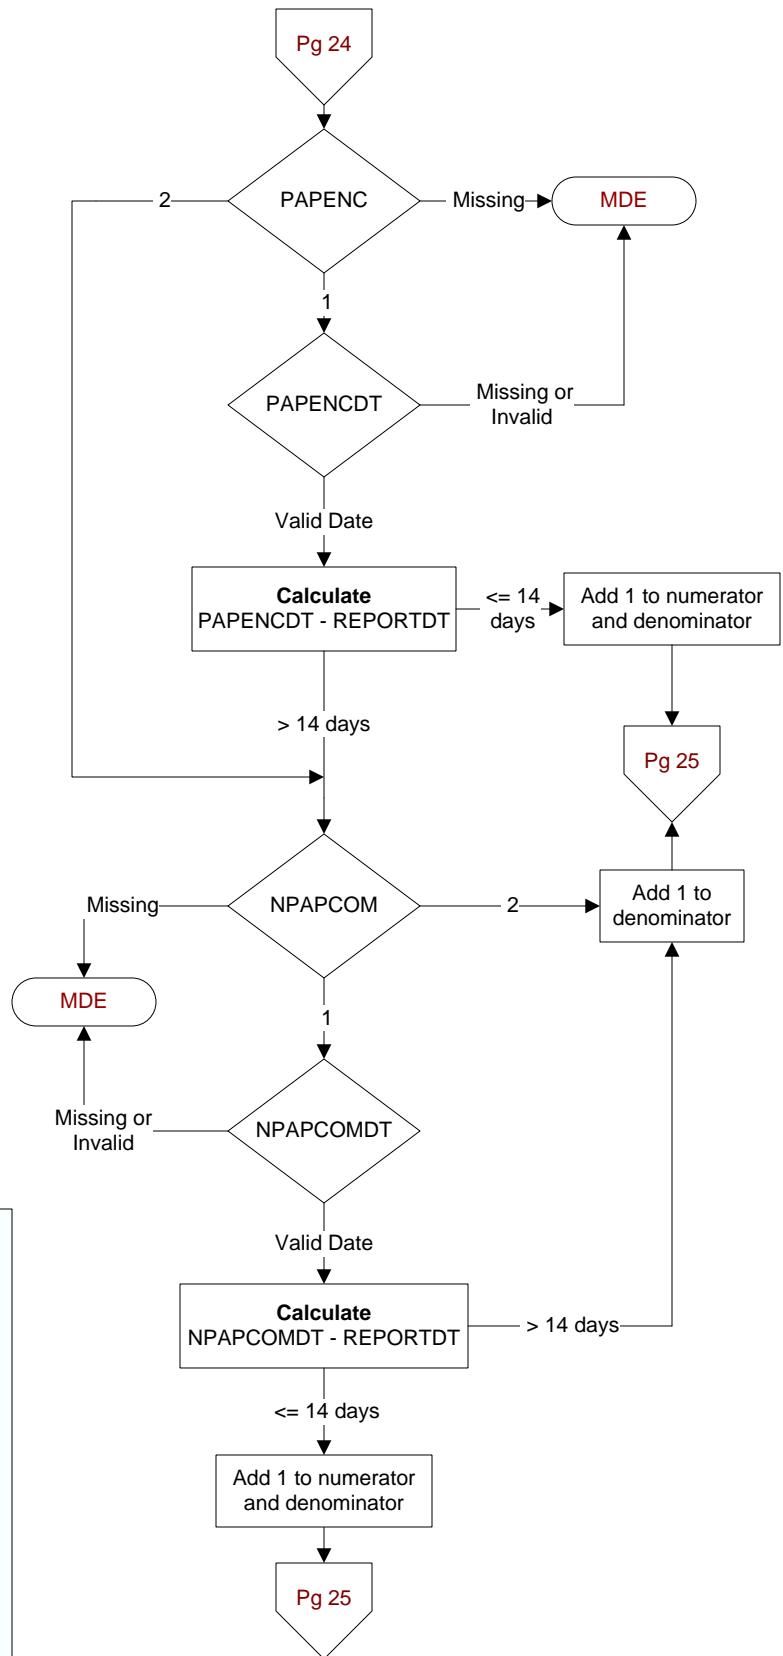 Pg 24
PAPENC
2
Missing
MDE
1
PAPENCDT
Missing or
Invalid
Valid Date
Calculate
PAPENCDT - REPORTDT
<= 14
days
Add 1 to numerator
and denominator
> 14 days
Pg 25
NPAPCOM
Missing
2
Add 1 to
denominator
MDE
1
NPAPCOMDT
Missing or
Invalid
Valid Date
Calculate
NPAPCOMDT - REPORTDT
> 14 days
<= 14 days
Add 1 to numerator
and denominator
Pg 25